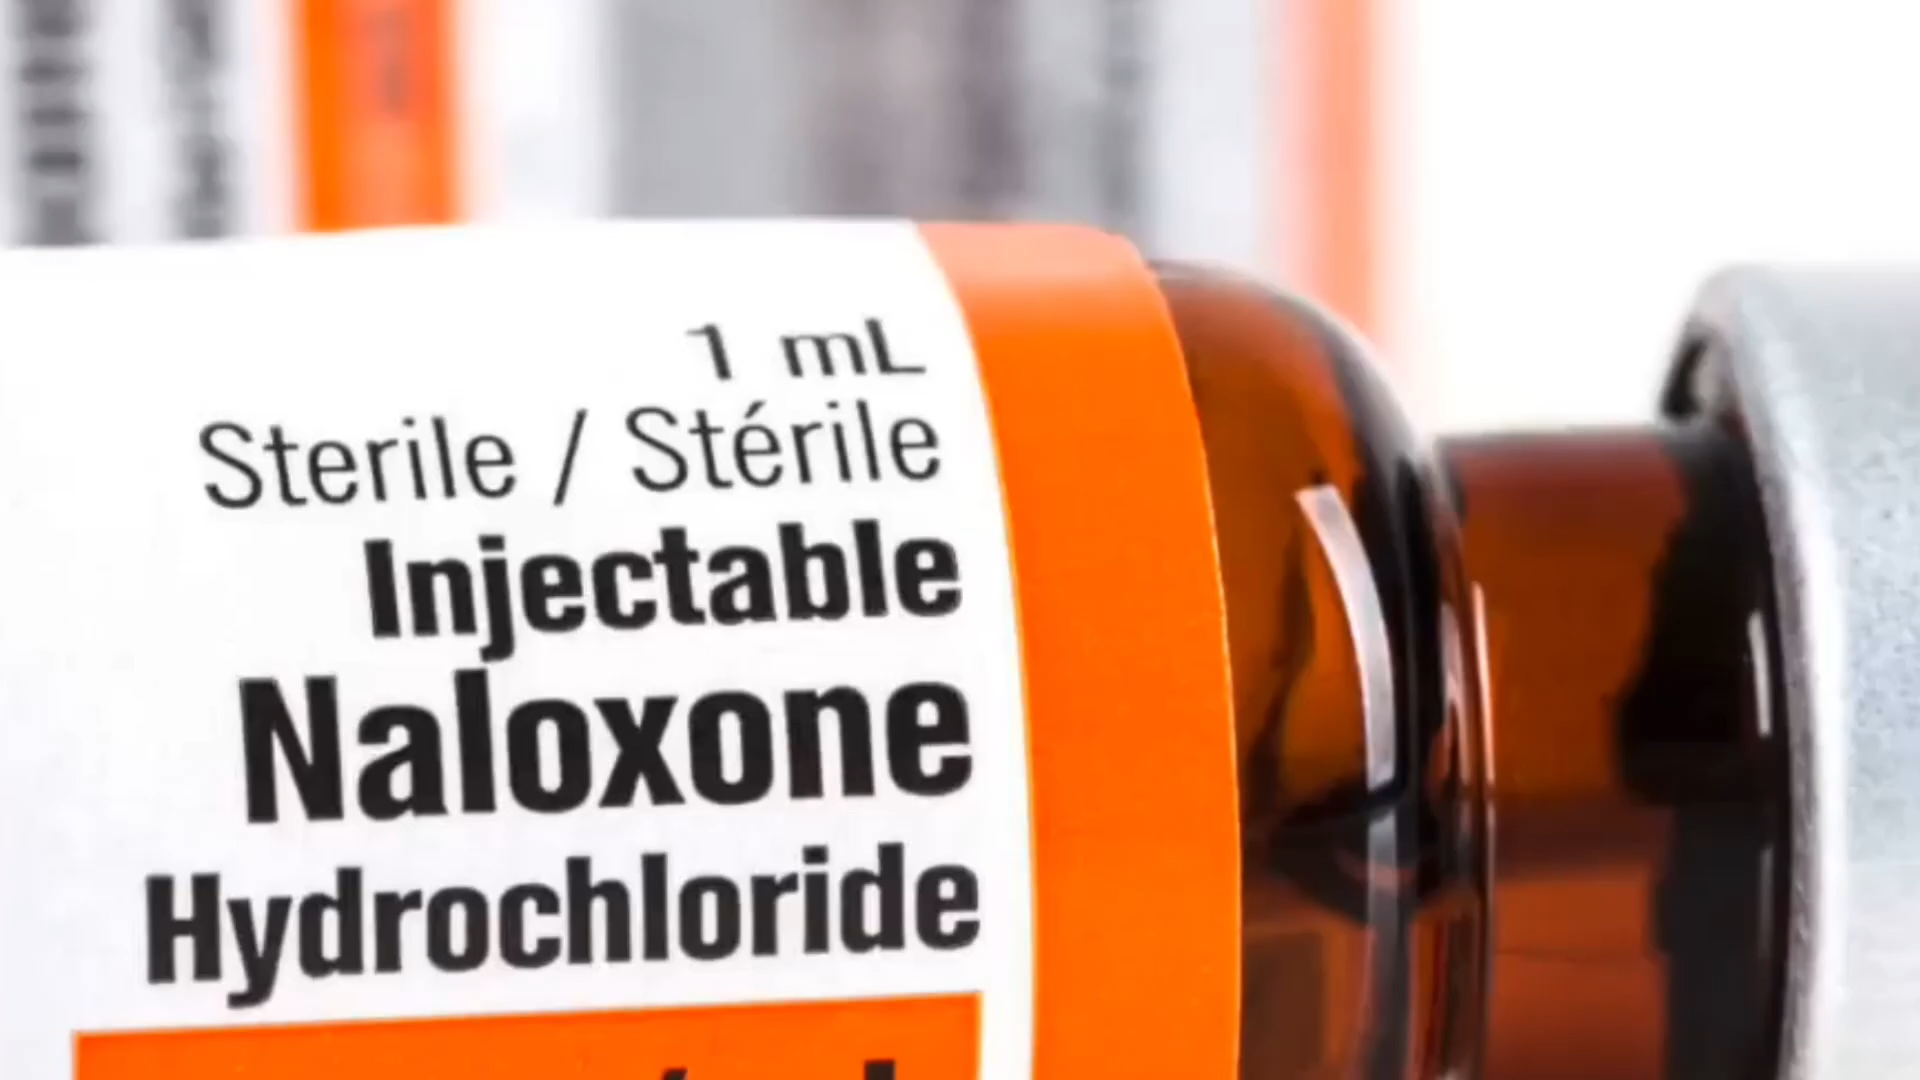 1 mL
Sterile / Stérile
Injectable
Naloxone
Hydrochloride